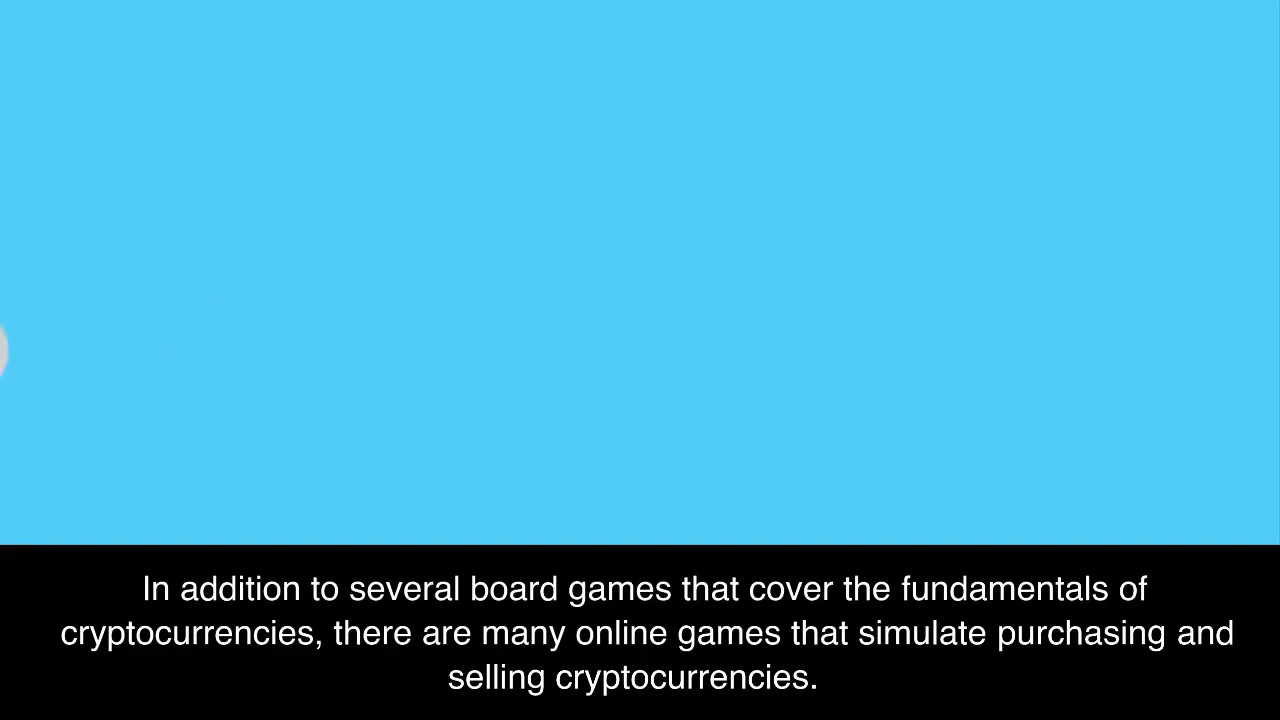 In addition to several board games that cover the fundamentals of
cryptocurrencies, there are many online games that simulate purchasing and
selling cryptocurrencies.